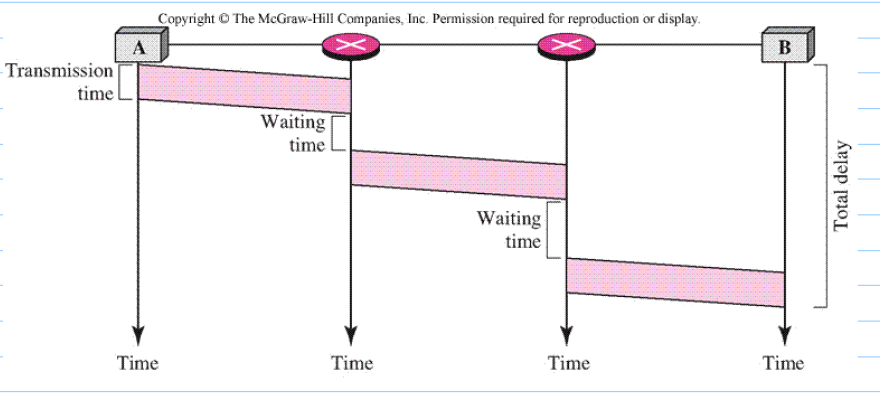 Copyright © The McGraw-Hill Companies, Inc. Permission required for reproduction or display.
A
B
Transmission
time
Waiting
time
Waiting
time
Total delay
Time
Time
Time
Time